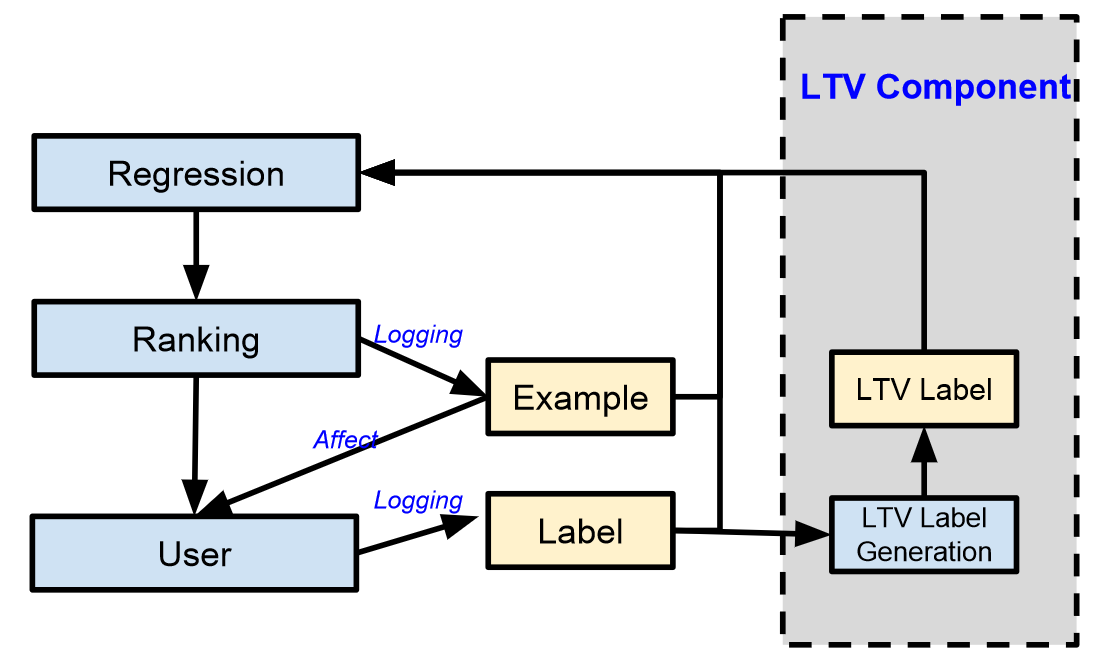 LTV Component
Regression
Ranking
Logging
Example
LTV Label
Affect
Logging
Label
User
LTV Label
Generation